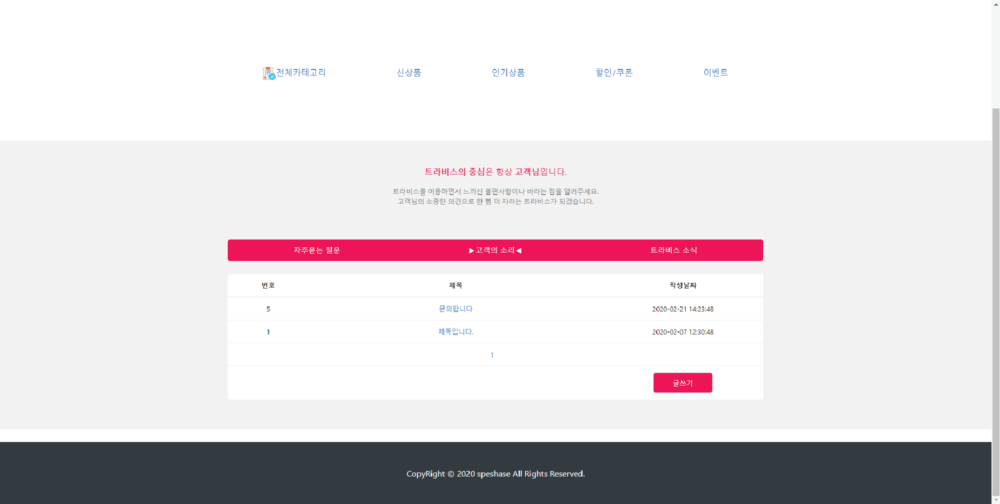 전체카테고리 신상품 인기상품 할인/쿠폰 이벤트
트라비스의 중심은 항상 고객님입니다.
트라비스를 이용하면서 느끼신 불편사항이나 바라는 점을 알려주세요.
고객님의 소중한 의견으로 한 뼘 더 자라는 트라비스가 되겠습니다.
자주묻는 질문 ▶고객의 소리◀ 트라비스 소식
번호 제목 작성날짜
5 문의합니다 2020-02-21 14:23:48
1 제목입니다. 2020-02-07 12:30:48
1
글쓰기
CopyRight © 2020 speshase All Rights Reserved.